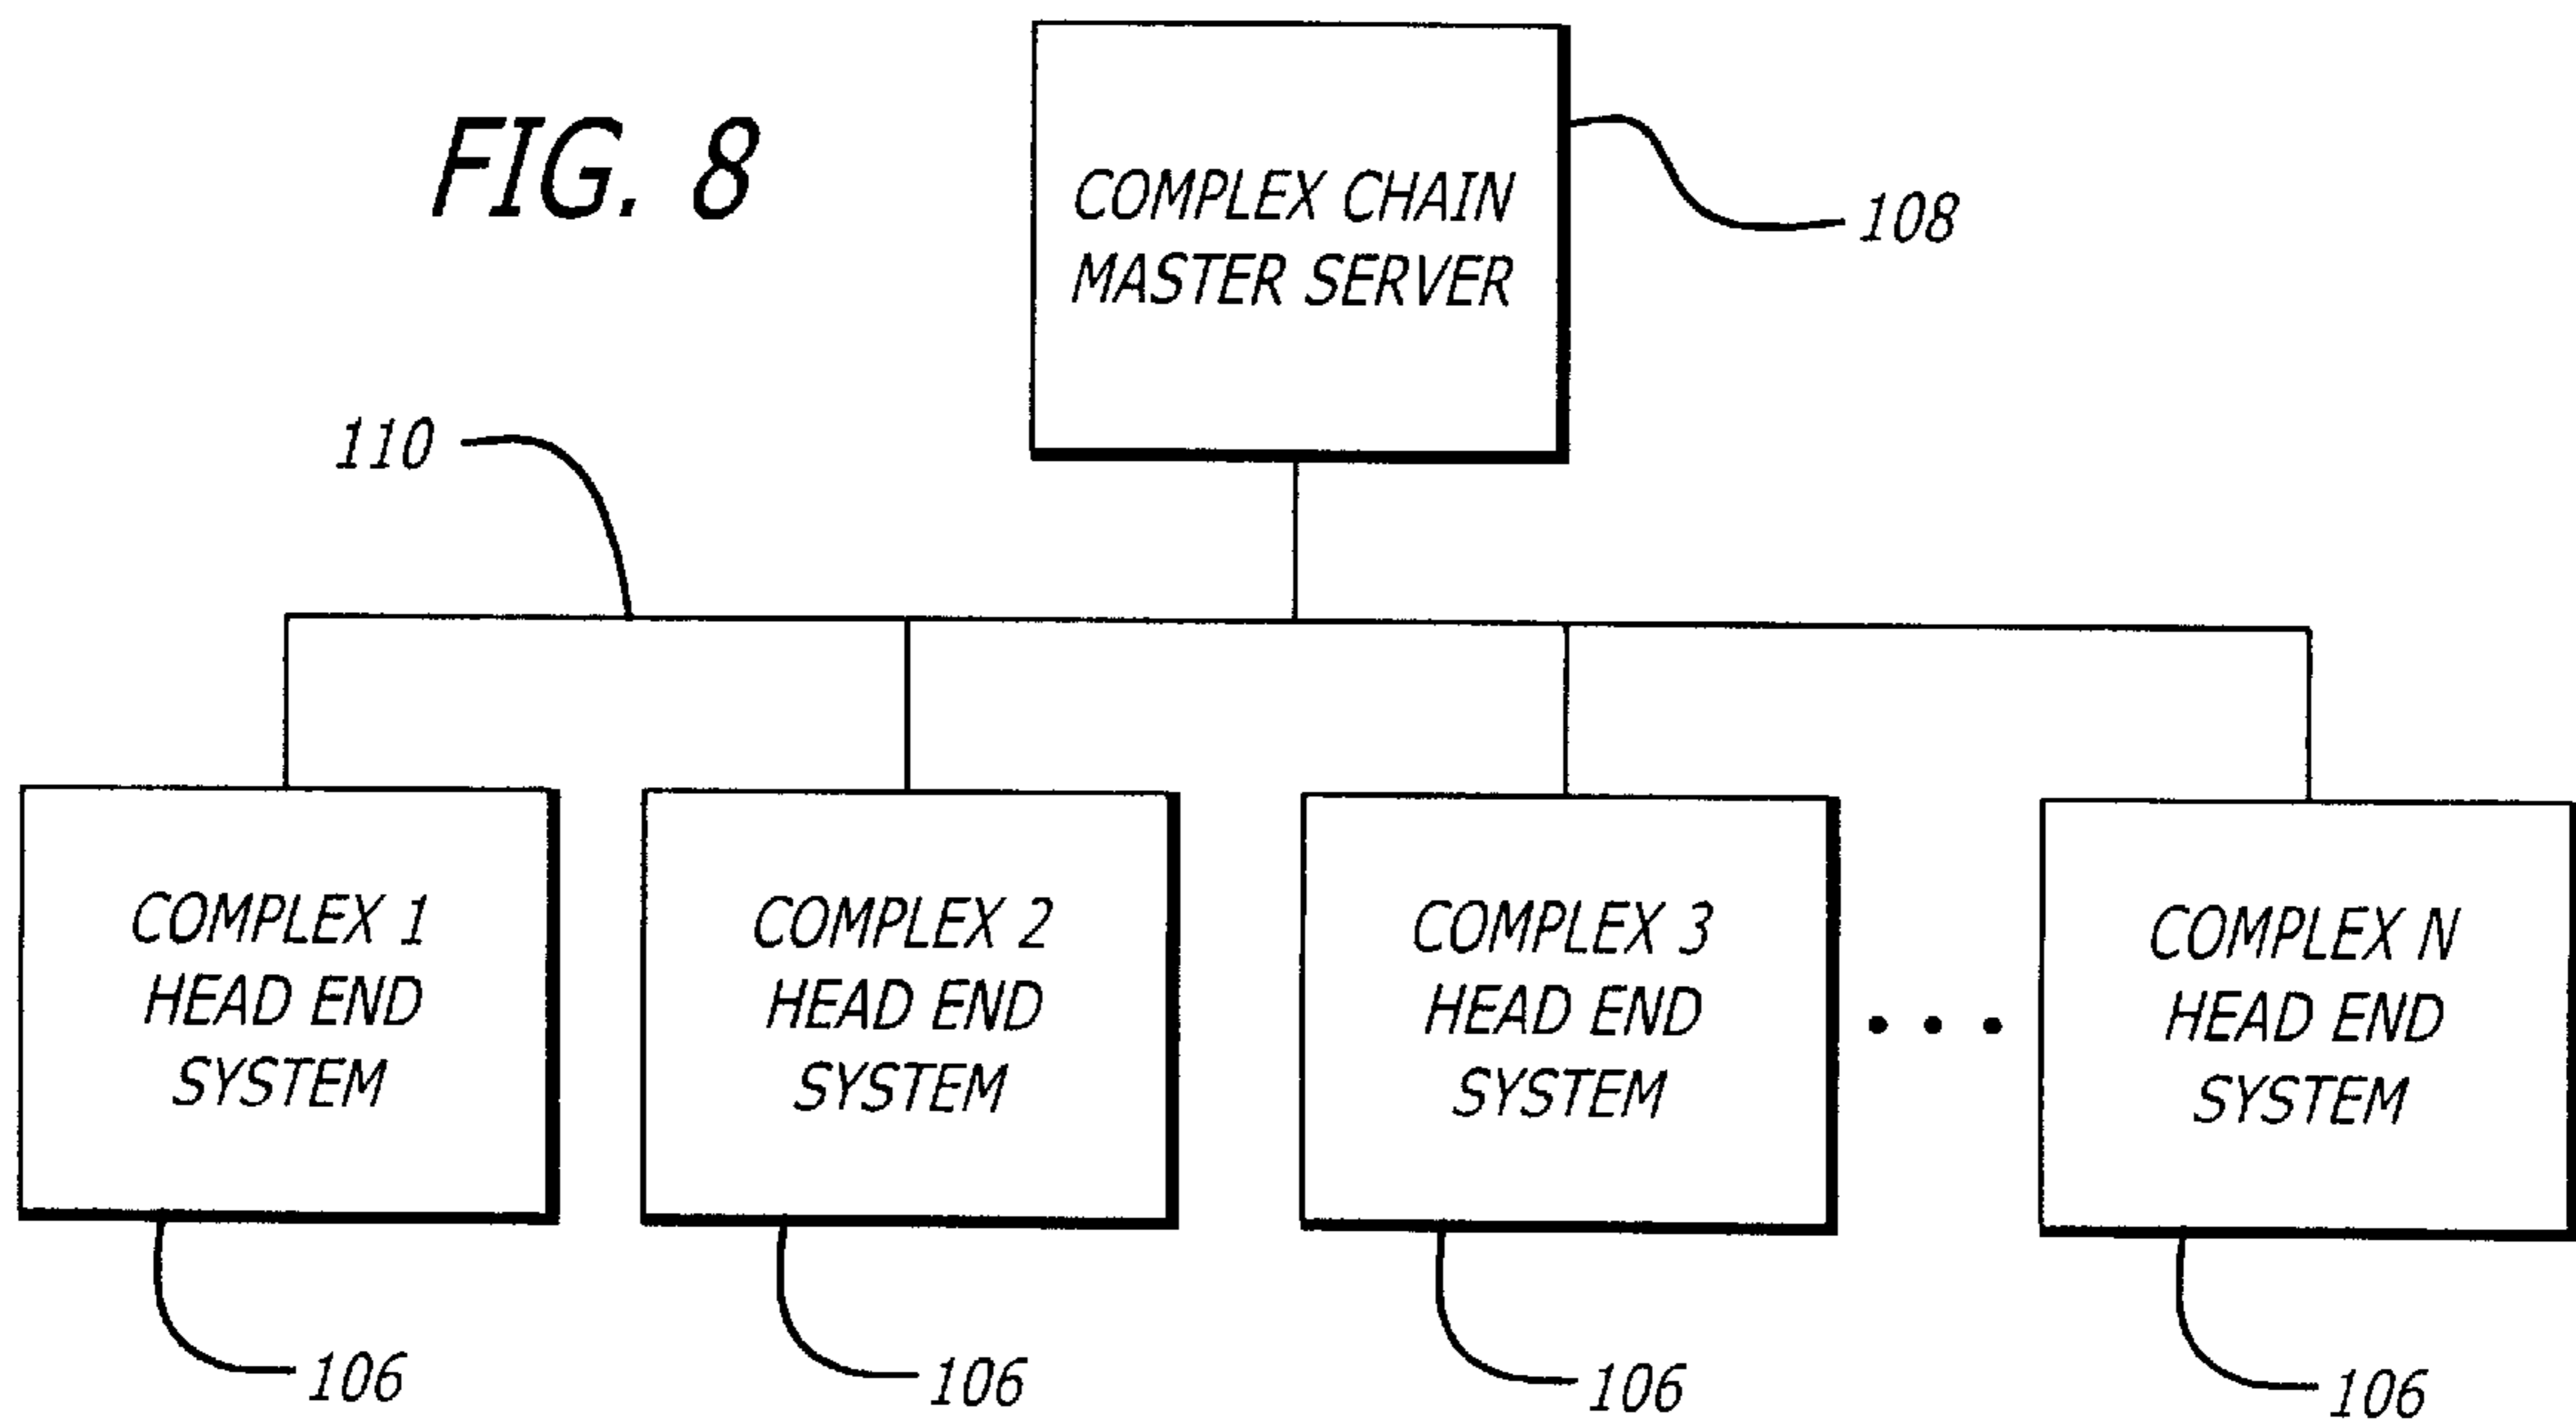 FIG. 8
COMPLEX CHAIN
MASTER SERVER
108
110
COMPLEX 1
HEAD END
SYSTEM
COMPLEX 2
HEAD END
SYSTEM
COMPLEX 3
HEAD END
SYSTEM
COMPLEX N
HEAD END
SYSTEM
106
106
106
106